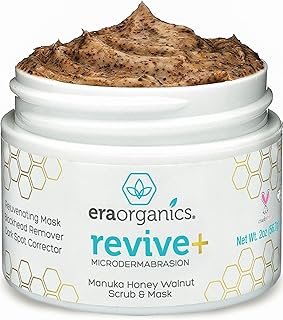 Rejuvenating Mask
Blackhead Remover
Dark Spot Corrector
eraorganics®
revive+
MICRODERMABRASION
Manuka Honey Walnut
Scrub & Mask
Net Wt. 2oz